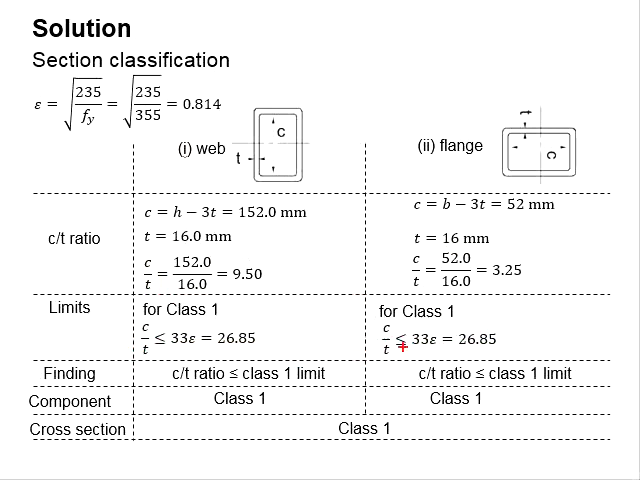 Solution
Section classification
ε = √(235/f_y) = √(235/355) = 0.814
(i) web
c
t
(ii) flange
t
c
c/t ratio
c = h − 3t = 152.0 mm
t = 16.0 mm
c/t = 152.0/16.0 = 9.50
c = b − 3t = 52 mm
t = 16 mm
c/t = 52.0/16.0 = 3.25
Limits
for Class 1
c/t ≤ 33ε = 26.85
for Class 1
c/t ≤ 33ε = 26.85
Finding
c/t ratio ≤ class 1 limit
c/t ratio ≤ class 1 limit
Component
Class 1
Class 1
Cross section
Class 1